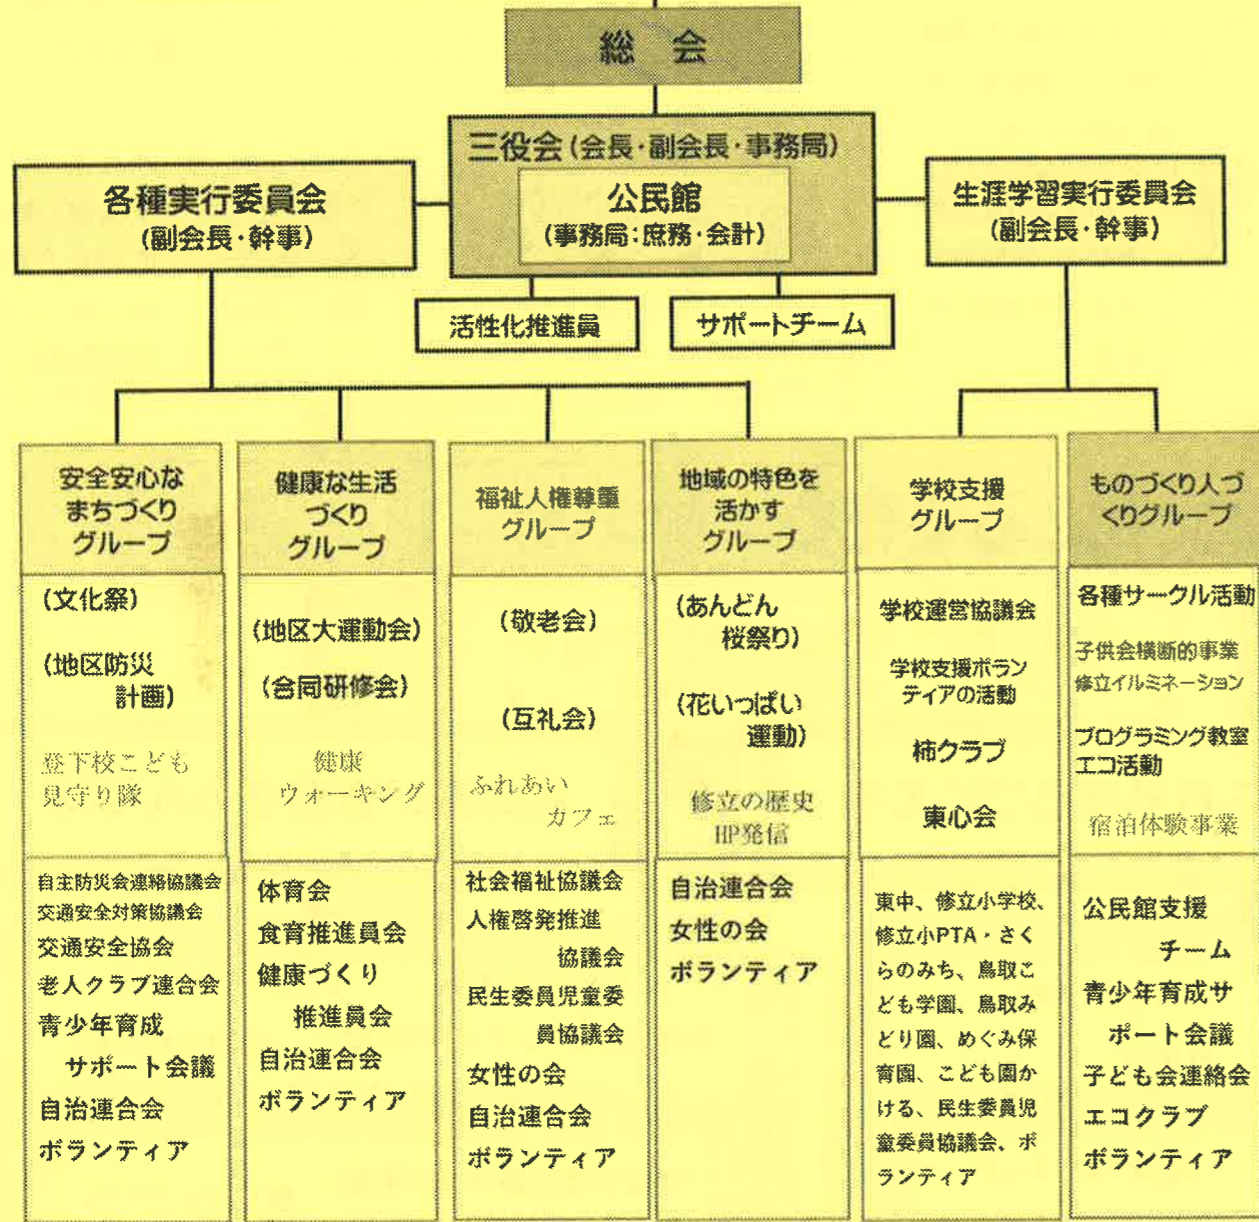 総会
三役会(会長・副会長・事務局)
公民館
(事務局:庶務・会計)
各種実行委員会
(副会長・幹事)
生涯学習実行委員会
(副会長・幹事)
活性化推進員
サポートチーム
安全安心な
まちづくり
グループ
(文化祭)
(地区防災
計画)
登下校こども
見守り隊
自主防災会連絡協議会
交通安全対策協議会
交通安全協会
老人クラブ連合会
青少年育成
サポート会議
自治連合会
ボランティア
健康な生活
づくり
グループ
(地区大運動会)
(合同研修会)
健康
ウォーキング
体育会
食育推進員会
健康づくり
推進員会
自治連合会
ボランティア
福祉人権尊重
グループ
(敬老会)
(互礼会)
ふれあい
カフェ
社会福祉協議会
人権啓発推進
協議会
民生委員児童委
員協議会
女性の会
自治連合会
ボランティア
地域の特色を
活かす
グループ
(あんどん
桜祭り)
(花いっぱい
運動)
修立の歴史
HP発信
自治連合会
女性の会
ボランティア
学校支援
グループ
学校運営協議会
学校支援ボラン
ティアの活動
柿クラブ
東心会
東中、修立小学校、
修立小PTA・さく
らのみち、鳥取こ
ども学園、鳥取み
どり園、めぐみ保
育園、こども園か
ける、民生委員児
童委員協議会、ボ
ランティア
ものづくり人づ
くりグループ
各種サークル活動
子供会横断的事業
修立イルミネーション
プログラミング教室
エコ活動
宿泊体験事業
公民館支援
チーム
青少年育成サ
ポート会議
子ども会連絡会
エコクラブ
ボランティア